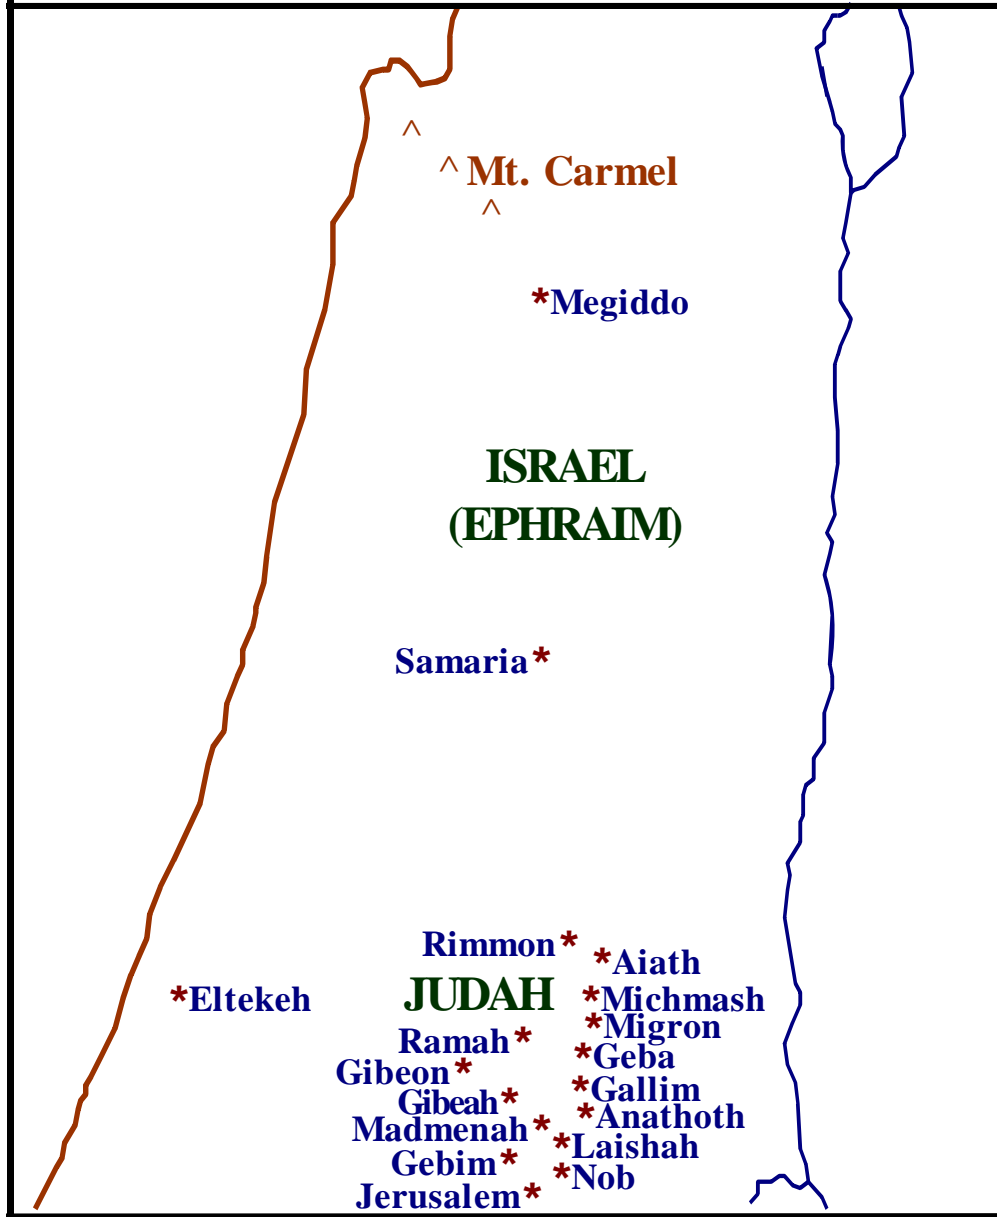 ^
^ Mt. Carmel
^
*Megiddo
ISRAEL
(EPHRAIM)
Samaria*
Rimmon*
*Aiath
*Eltekeh
JUDAH
*Michmash
*Migron
Ramah*
*Geba
Gibeon*
*Gallim
Gibeah*
*Anathoth
Madmenah*
*Laishah
Gebim*
*Nob
Jerusalem*